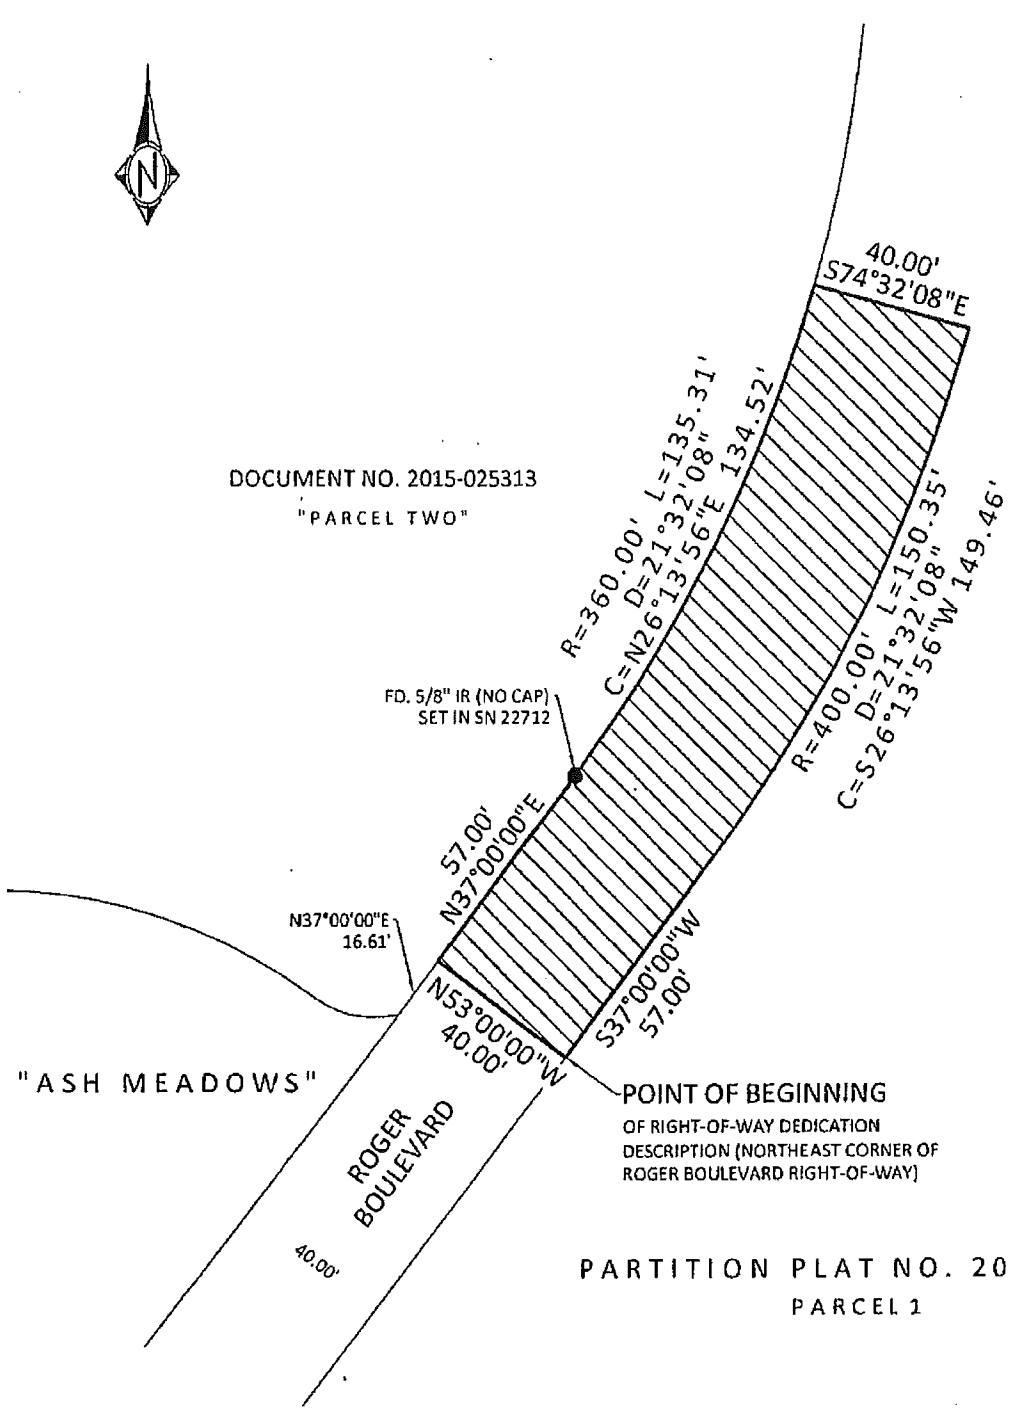 N
40.00'
S74°32'08"E
R=360.00' L=135.31'
D=21°32'08"
C=N26°13'56"E 134.52'
DOCUMENT NO. 2015-025313
"PARCEL TWO"
R=400.00' L=150.35'
D=21°32'08"
C=S26°13'56"W 149.46'
FD. 5/8" IR (NO CAP)
SET IN SN 22712
57.00'
N37°00'00"E
N37°00'00"E
16.61'
S37°00'00"W
57.00'
N53°00'00"W
40.00'
"ASH MEADOWS"
POINT OF BEGINNING
OF RIGHT-OF-WAY DEDICATION
DESCRIPTION (NORTHEAST CORNER OF
ROGER BOULEVARD RIGHT-OF-WAY)
ROGER
BOULEVARD
40.00'
PARTITION PLAT NO. 20
PARCEL 1